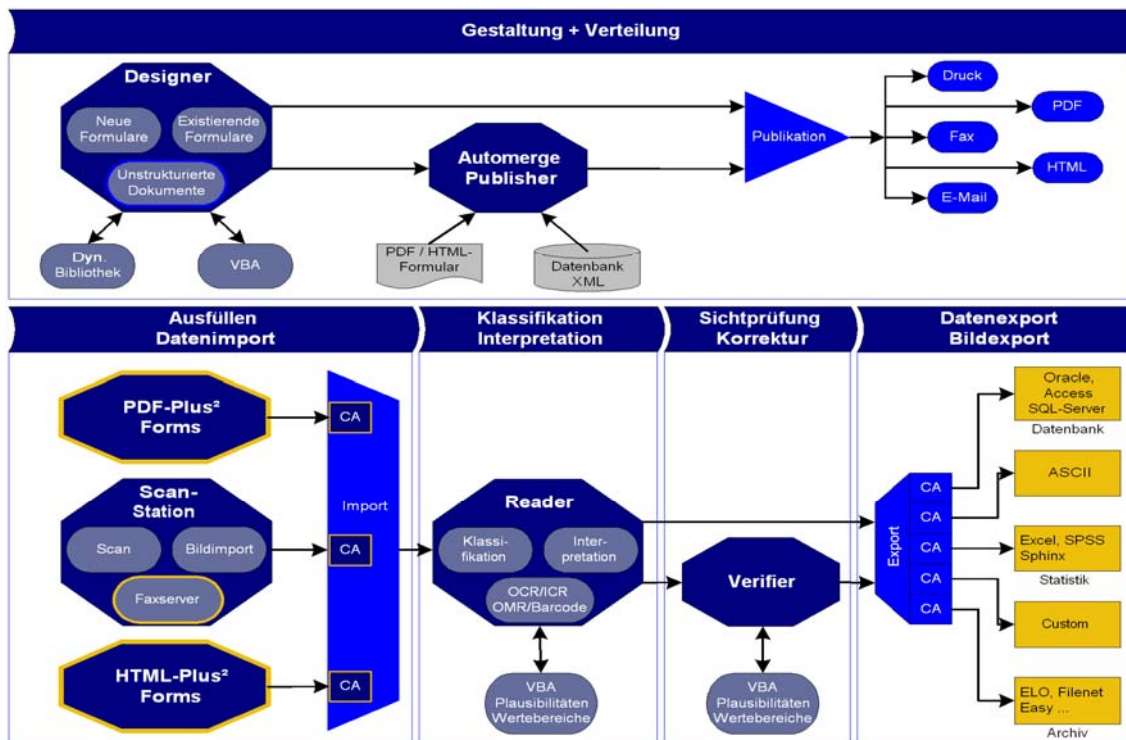 Gestaltung + Verteilung
Designer
Neue
Formulare
Existierende
Formulare
Unstrukturierte
Dokumente
Dyn.
Bibliothek
VBA
Automerge
Publisher
PDF / HTML-
Formular
Datenbank
XML
Publikation
Druck
PDF
Fax
HTML
E-Mail
Ausfüllen
Datenimport
Klassifikation
Interpretation
Sichtprüfung
Korrektur
Datenexport
Bildexport
PDF-Plus²
Forms
CA
Scan-
Station
Scan
Bildimport
Faxserver
CA
Import
HTML-Plus²
Forms
CA
Reader
Klassi-
fikation
Inter-
pretation
OCR/ICR
OMR/Barcode
VBA
Plausibilitäten
Wertebereiche
Verifier
VBA
Plausibilitäten
Wertebereiche
Export
CA
CA
CA
CA
CA
Oracle,
Access
SQL-Server
Datenbank
ASCII
Excel, SPSS
Sphinx
Statistik
Custom
ELO, Filenet
Easy ...
Archiv